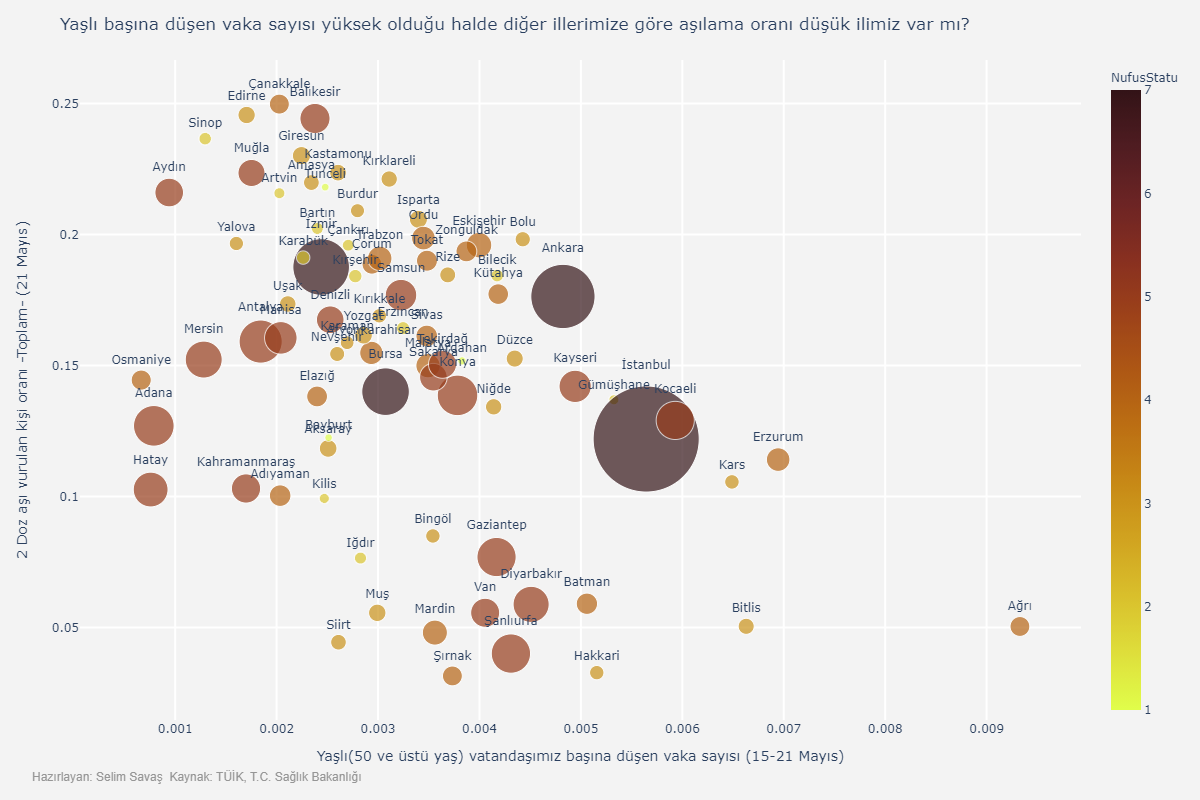 Yaşlı başına düşen vaka sayısı yüksek olduğu halde diğer illerimize göre aşılama oranı düşük ilimiz var mı?
NufusStatu
7
6
5
4
3
2
1
2 Doz aşı vurulan kişi oranı -Toplam- (21 Mayıs)
0.25
0.2
0.15
0.1
0.05
Çanakkale
Balıkesir
Edirne
Sinop
Giresun
Muğla
Kastamonu
Kırklareli
Aydın
Amasya
Tunceli
Artvin
Burdur
Isparta
Bartın
Ordu
İzmir
Yalova
Çankırı
Trabzon
Zonguldak
Eskişehir
Bolu
Karabük
Çorum
Tokat
Ankara
Kırşehir
Samsun
Rize
Bilecik
Kütahya
Uşak
Denizli
Kırıkkale
Antalya
Manisa
Yozgat
Erzincan
Sivas
Mersin
Karaman
Afyonkarahisar
Nevşehir
Tekirdağ
Malatya
Ardahan
Düzce
Osmaniye
Bursa
Sakarya
Konya
Kayseri
İstanbul
Adana
Elazığ
Niğde
Gümüşhane
Kocaeli
Bayburt
Aksaray
Erzurum
Hatay
Kahramanmaraş
Adıyaman
Kilis
Kars
Bingöl
Gaziantep
Iğdır
Diyarbakır
Batman
Muş
Van
Mardin
Şanlıurfa
Siirt
Bitlis
Ağrı
Şırnak
Hakkari
0.001
0.002
0.003
0.004
0.005
0.006
0.007
0.008
0.009
Yaşlı(50 ve üstü yaş) vatandaşımız başına düşen vaka sayısı (15-21 Mayıs)
Hazırlayan: Selim Savaş  Kaynak: TÜİK, T.C. Sağlık Bakanlığı